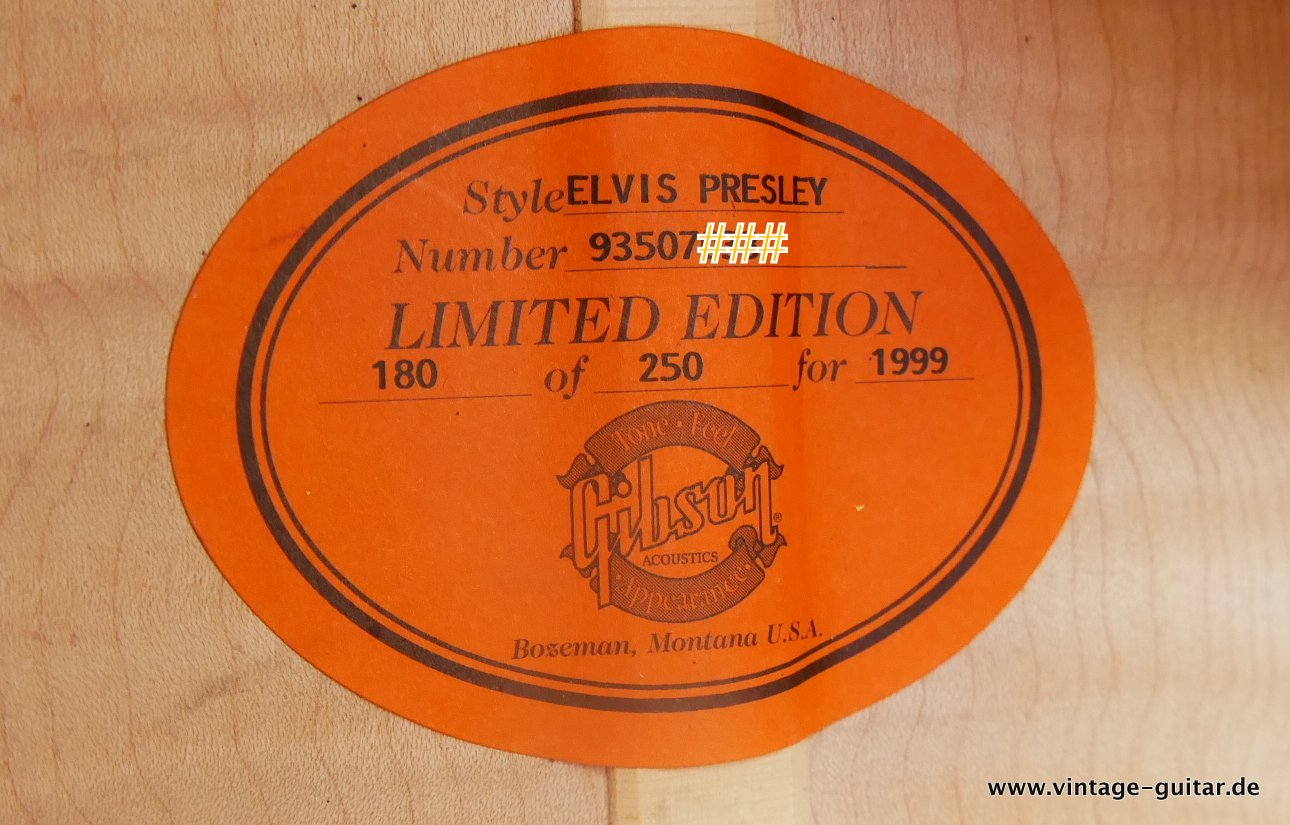 Style ELVIS PRESLEY
Number 93507###
LIMITED EDITION
180 of 250 for 1999
Tone · Feel
Gibson®
ACOUSTICS
· Appearance ·
Bozeman, Montana U.S.A.
www.vintage-guitar.de